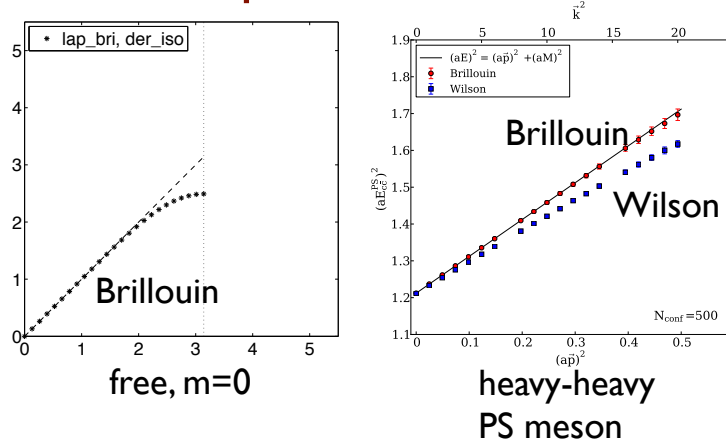 lap_bri, der_iso
5
4
3
2
1
0
0 1 2 3 4 5
Brillouin
free, m=0
k⃗²
0 5 10 15 20
1.9
1.8
1.7
1.6
1.5
1.4
1.3
1.2
1.1
(aE^PS_cc̄)²
(aE)² = (ap⃗)² +(aM)²
Brillouin
Wilson
Brillouin
Wilson
N_conf=500
0 0.1 0.2 0.3 0.4 0.5
(ap⃗)²
heavy-heavy
PS meson